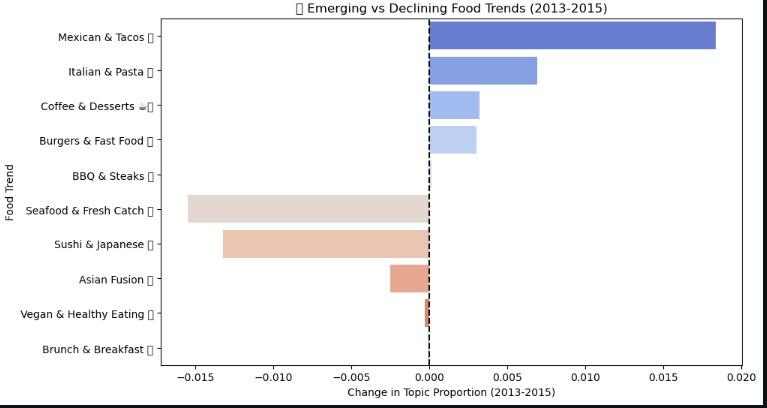 Emerging vs Declining Food Trends (2013-2015)
Mexican & Tacos
Italian & Pasta
Coffee & Desserts ☕
Burgers & Fast Food
BBQ & Steaks
Seafood & Fresh Catch
Sushi & Japanese
Asian Fusion
Vegan & Healthy Eating
Brunch & Breakfast
Food Trend
−0.015 −0.010 −0.005 0.000 0.005 0.010 0.015 0.020
Change in Topic Proportion (2013-2015)